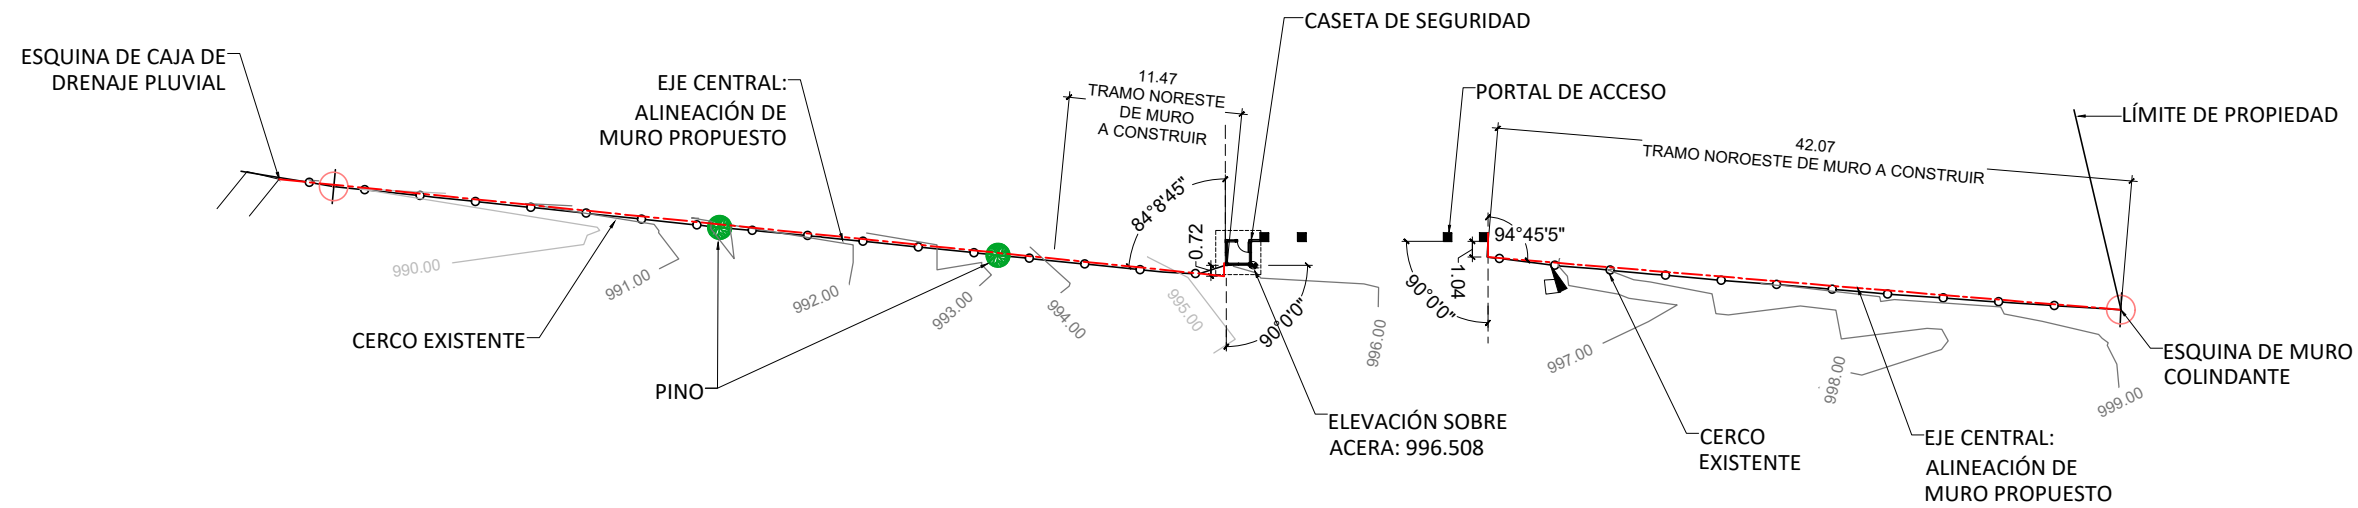 CASETA DE SEGURIDAD
ESQUINA DE CAJA DE
DRENAJE PLUVIAL
EJE CENTRAL:
ALINEACIÓN DE
MURO PROPUESTO
11.47
TRAMO NORESTE
DE MURO
A CONSTRUIR
PORTAL DE ACCESO
LÍMITE DE PROPIEDAD
42.07
TRAMO NOROESTE DE MURO A CONSTRUIR
84°8'45"
0.72
94°45'5"
1.04
90°0'0"
90°0'0"
990.00
991.00
992.00
993.00
994.00
995.00
996.00
997.00
998.00
999.00
CERCO EXISTENTE
PINO
ELEVACIÓN SOBRE
ACERA: 996.508
CERCO
EXISTENTE
EJE CENTRAL:
ALINEACIÓN DE
MURO PROPUESTO
ESQUINA DE MURO
COLINDANTE